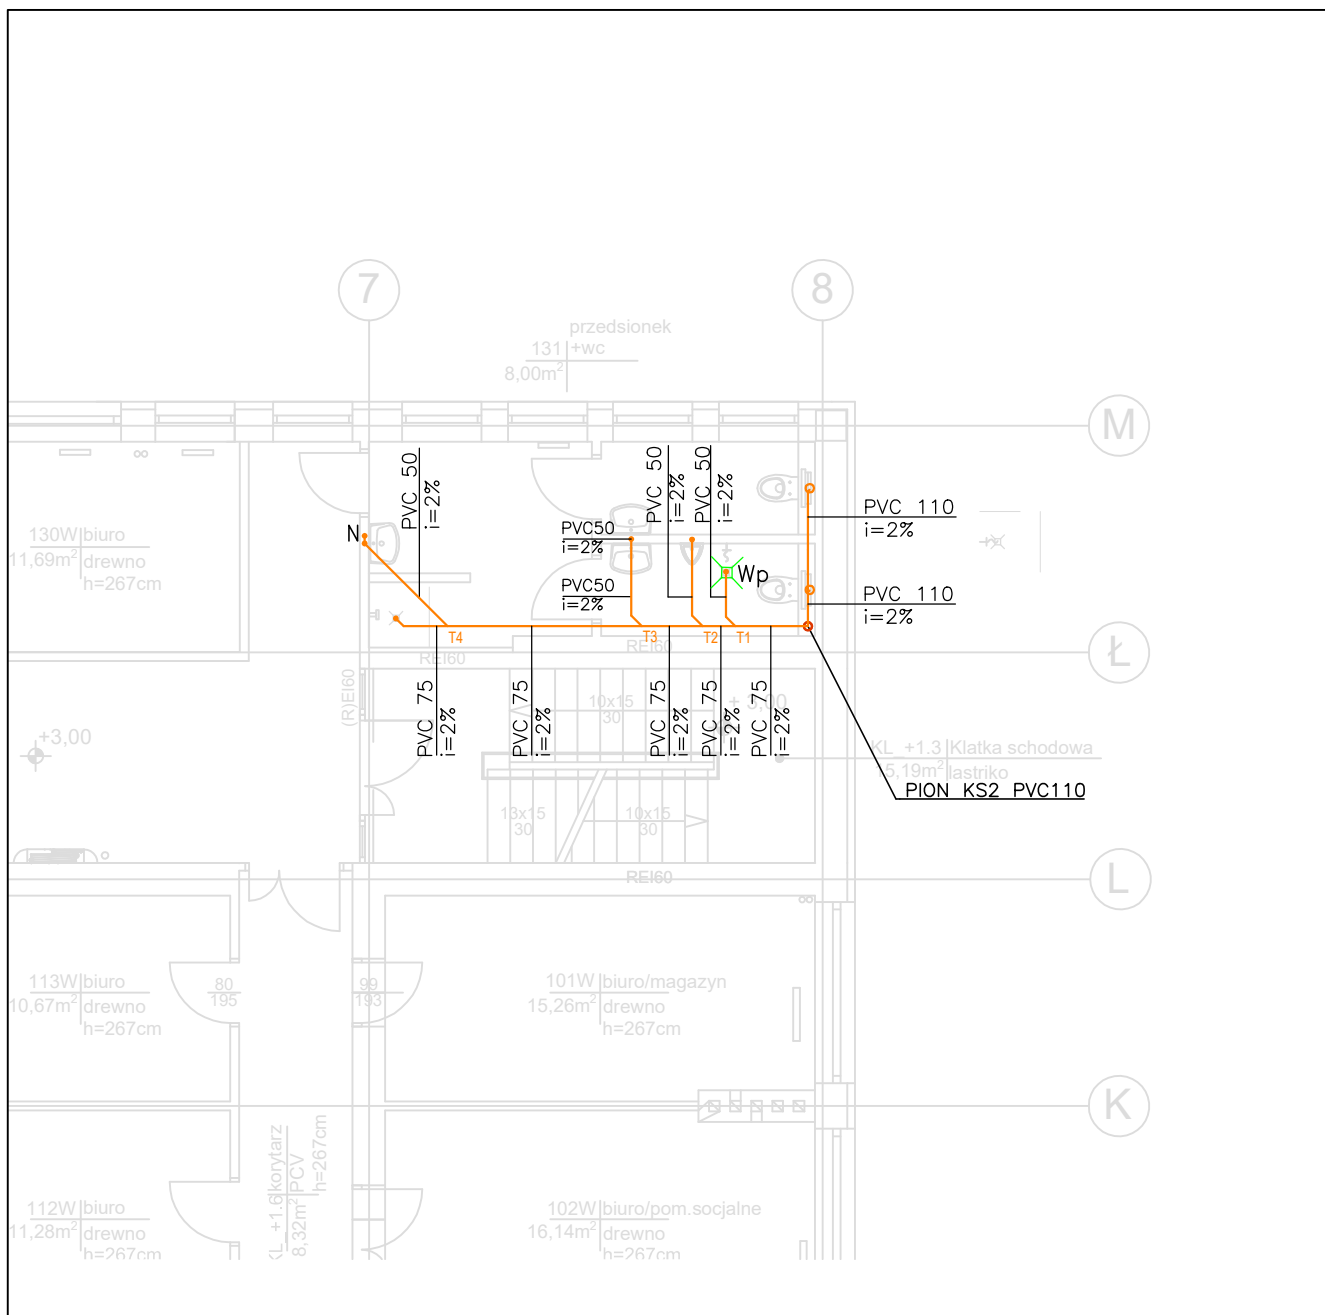 7
8
przedsionek
131 +wc
8,00m²
M
PVC 50
i=2%
PVC 50
i=2%
PVC 50
i=2%
PVC 110
i=2%
130W biuro
11,69m² drewno
h=267cm
N
PVC50
i=2%
Wp
PVC50
i=2%
PVC 110
i=2%
T4
T3
T2
T1
REI60
REI60
Ł
(R)EI60
PVC 75
i=2%
PVC 75
i=2%
PVC 75
i=2%
PVC 75
i=2%
PVC 75
i=2%
10x15
30
+ 3,00
+3,00
KL_+1.3 Klatka schodowa
15,19m² lastriko
PION KS2 PVC110
13x15
30
10x15
30
REI60
L
113W biuro
10,67m² drewno
h=267cm
80
195
99
193
101W biuro/magazyn
15,26m² drewno
h=267cm
K
KL_+1.6 korytarz
8,32m² PCV
h=267cm
112W biuro
11,28m² drewno
h=267cm
102W biuro/pom.socjalne
16,14m² drewno
h=267cm